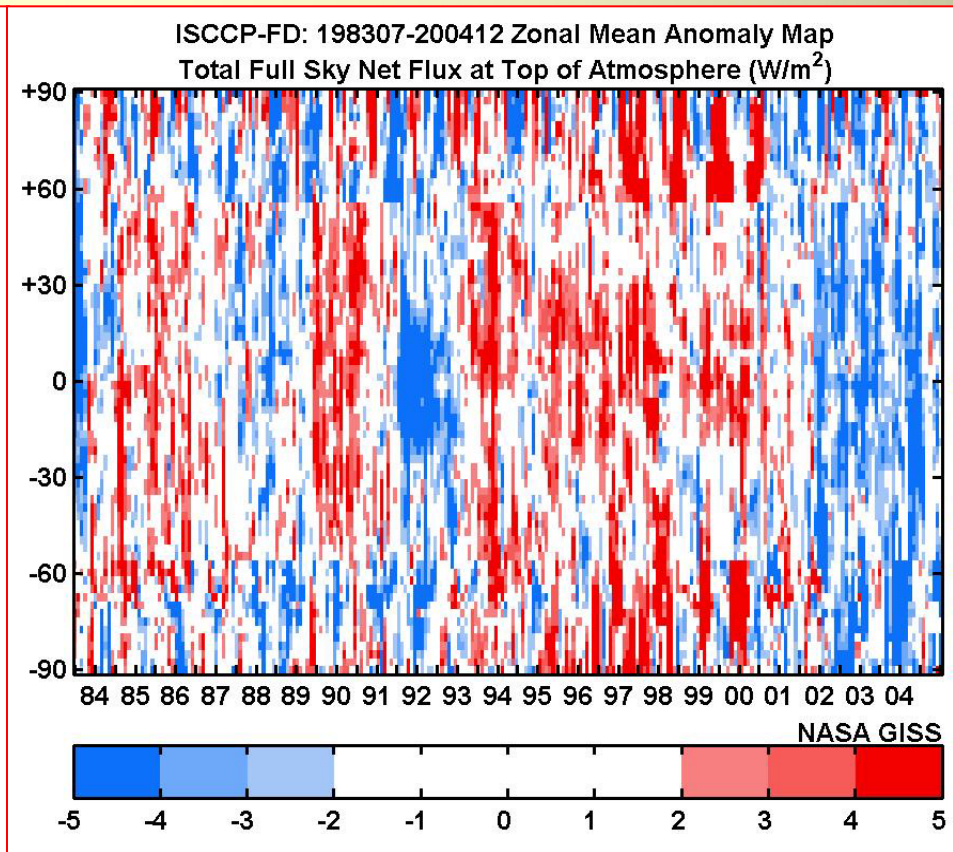 ISCCP-FD: 198307-200412 Zonal Mean Anomaly Map
Total Full Sky Net Flux at Top of Atmosphere (W/m²)
+90
+60
+30
0
-30
-60
-90
84 85 86 87 88 89 90 91 92 93 94 95 96 97 98 99 00 01 02 03 04
NASA GISS
-5 -4 -3 -2 -1 0 1 2 3 4 5